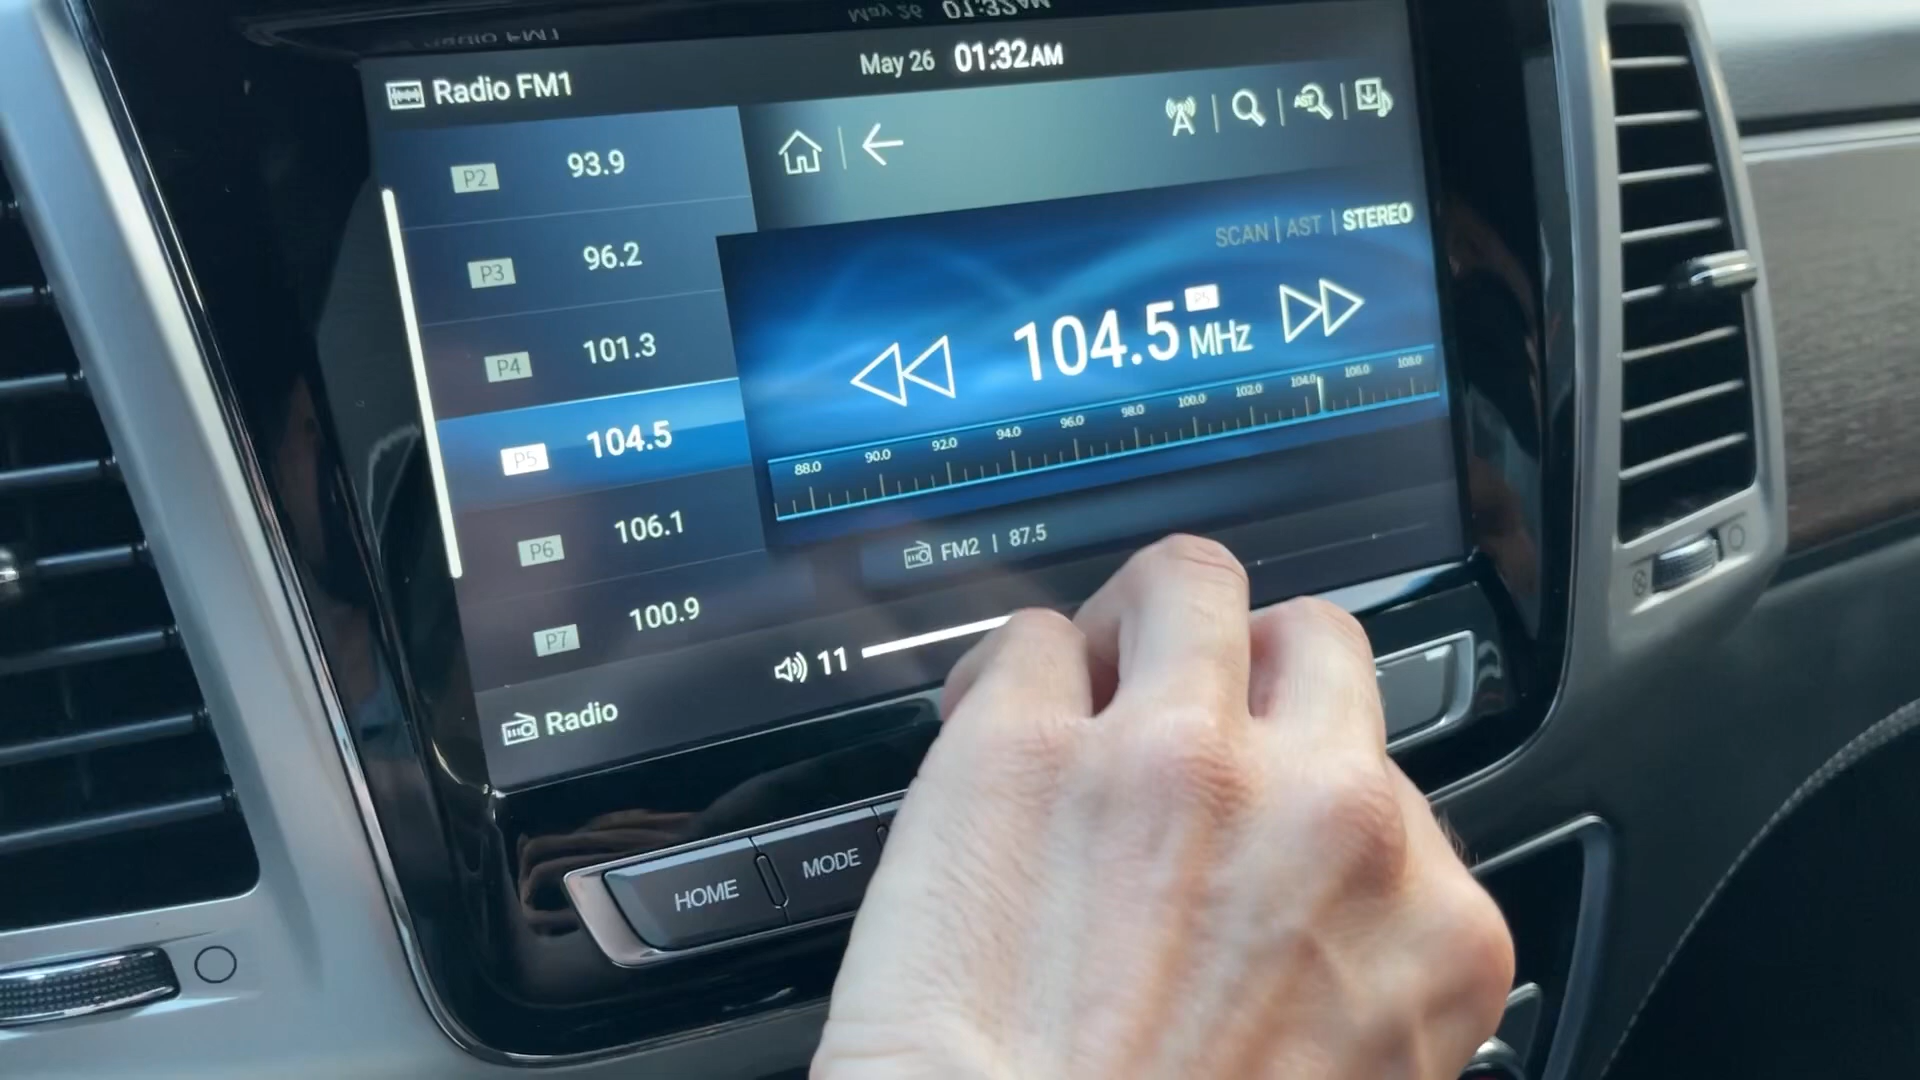 Radio FM1
May 26 01:32AM
P2 93.9
P3 96.2
P4 101.3
P5 104.5
P6 106.1
P7 100.9
AST
SCAN | AST | STEREO
104.5 P5 MHz
88.0 90.0 92.0 94.0 96.0 98.0 100.0 102.0 104.0 106.0 108.0
FM2 | 87.5
11
Radio
HOME MODE